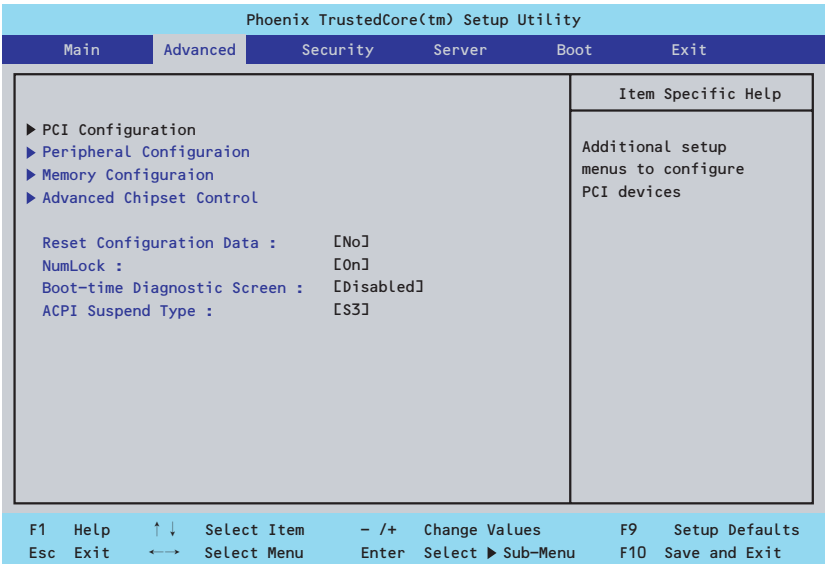 Phoenix TrustedCore(tm) Setup Utility
Main Advanced Security Server Boot Exit
Item Specific Help
▶ PCI Configuration
▶ Peripheral Configuraion
▶ Memory Configuraion
▶ Advanced Chipset Control
Additional setup
menus to configure
PCI devices
Reset Configuration Data : [No]
NumLock : [On]
Boot-time Diagnostic Screen : [Disabled]
ACPI Suspend Type : [S3]
F1 Help ↑↓ Select Item - /+ Change Values F9 Setup Defaults
Esc Exit ←→ Select Menu Enter Select ▶ Sub-Menu F10 Save and Exit